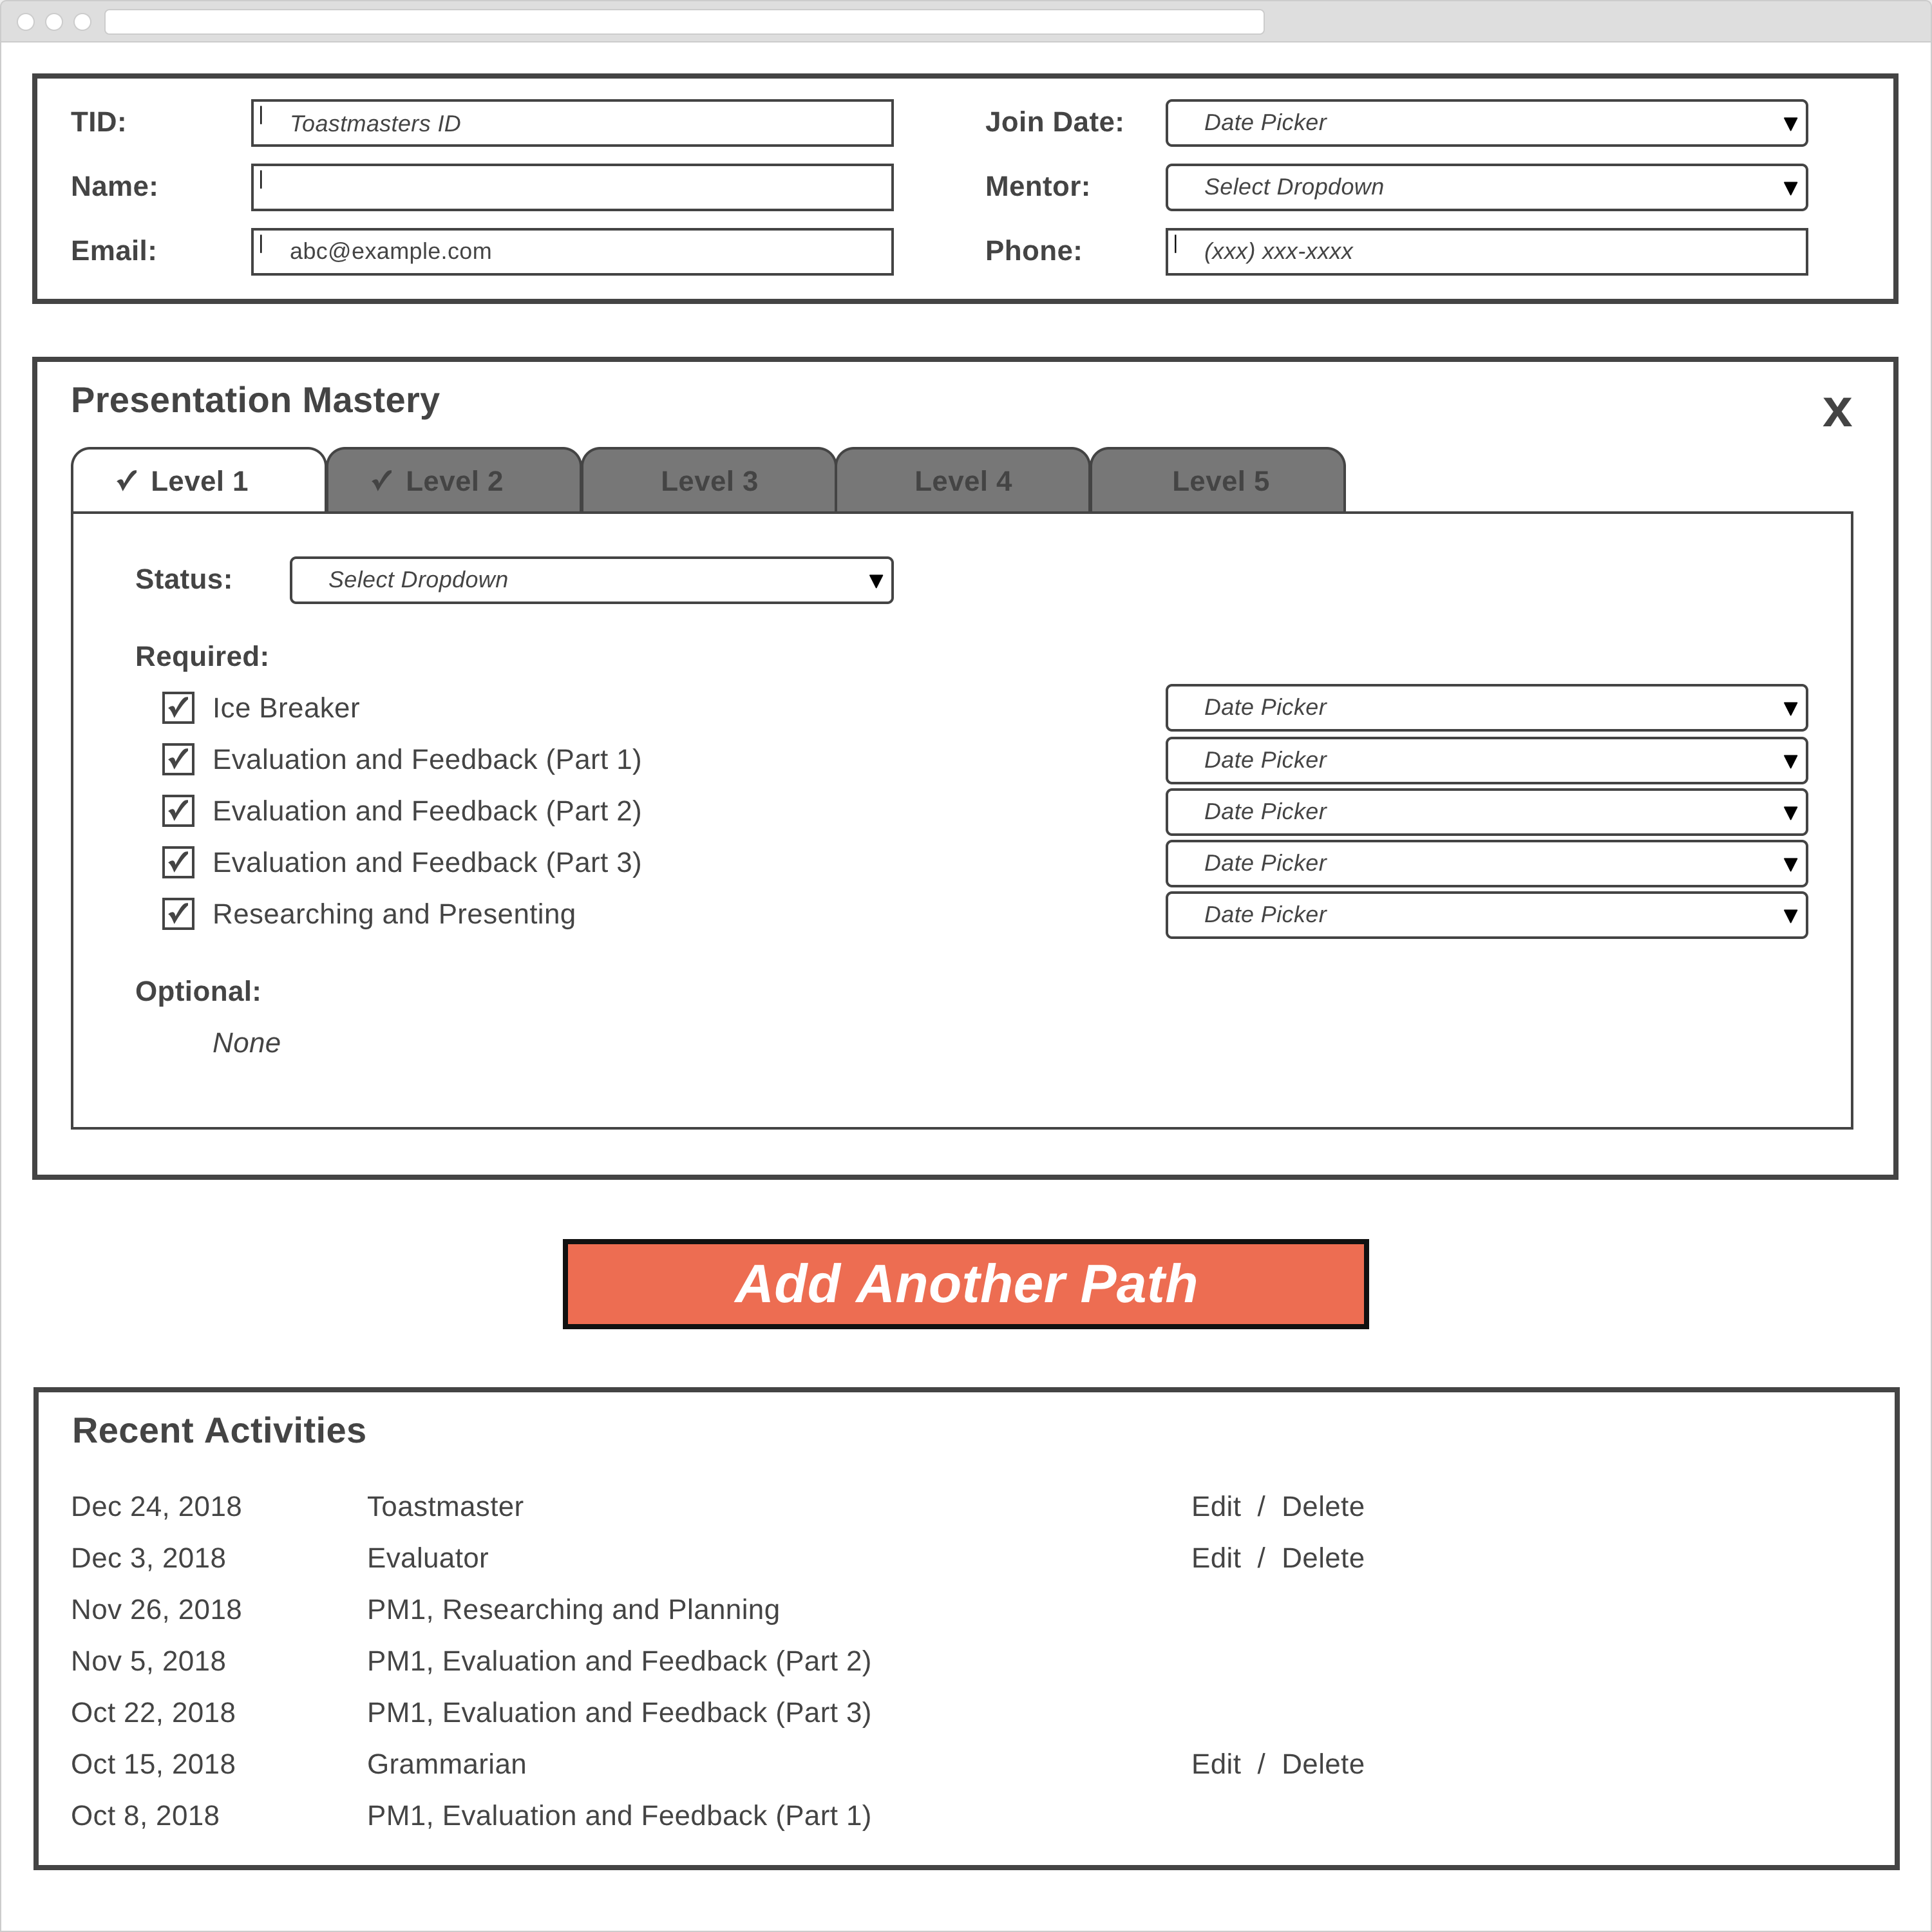 TID: Toastmasters ID Join Date: Date Picker ▼
Name: Mentor: Select Dropdown ▼
Email: abc@example.com Phone: (xxx) xxx-xxxx
Presentation Mastery x
✓ Level 1 ✓ Level 2 Level 3 Level 4 Level 5
Status: Select Dropdown ▼
Required:
Ice Breaker Date Picker ▼
Evaluation and Feedback (Part 1) Date Picker ▼
Evaluation and Feedback (Part 2) Date Picker ▼
Evaluation and Feedback (Part 3) Date Picker ▼
Researching and Presenting Date Picker ▼
Optional:
None
Add Another Path
Recent Activities
Dec 24, 2018 Toastmaster Edit / Delete
Dec 3, 2018 Evaluator Edit / Delete
Nov 26, 2018 PM1, Researching and Planning
Nov 5, 2018 PM1, Evaluation and Feedback (Part 2)
Oct 22, 2018 PM1, Evaluation and Feedback (Part 3)
Oct 15, 2018 Grammarian Edit / Delete
Oct 8, 2018 PM1, Evaluation and Feedback (Part 1)